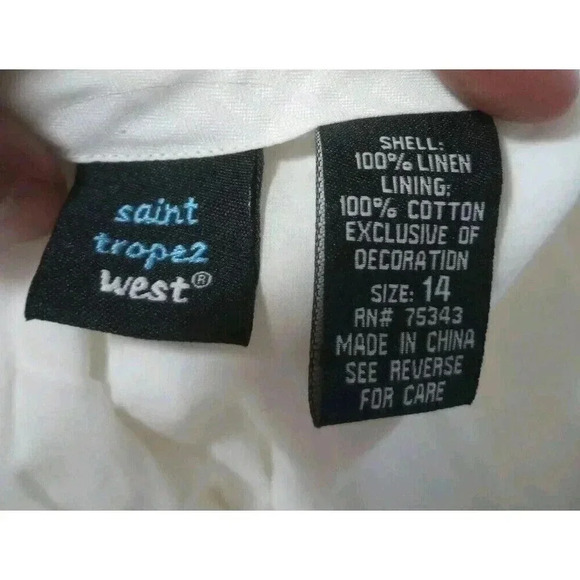 saint
tropez
west®
SHELL:
100% LINEN
LINING:
100% COTTON
EXCLUSIVE OF
DECORATION
SIZE: 14
RN# 75343
MADE IN CHINA
SEE REVERSE
FOR CARE